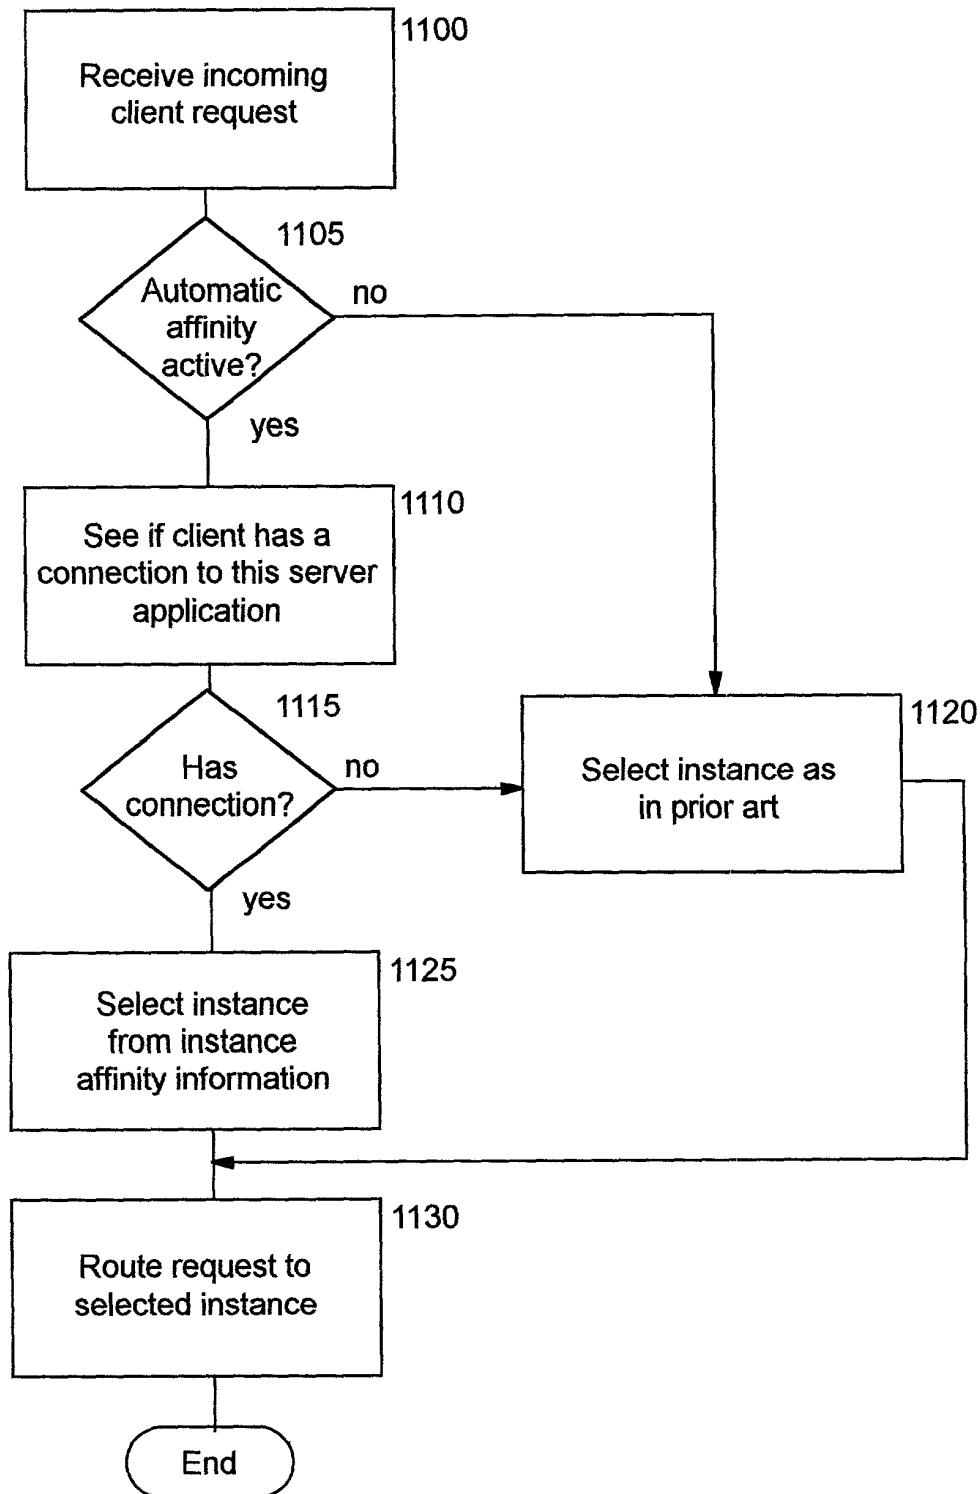 1100
Receive incoming
client request
1105
Automatic
affinity
active?
no
yes
1110
See if client has a
connection to this server
application
1115
Has
connection?
no
yes
1120
Select instance as
in prior art
1125
Select instance
from instance
affinity information
1130
Route request to
selected instance
End